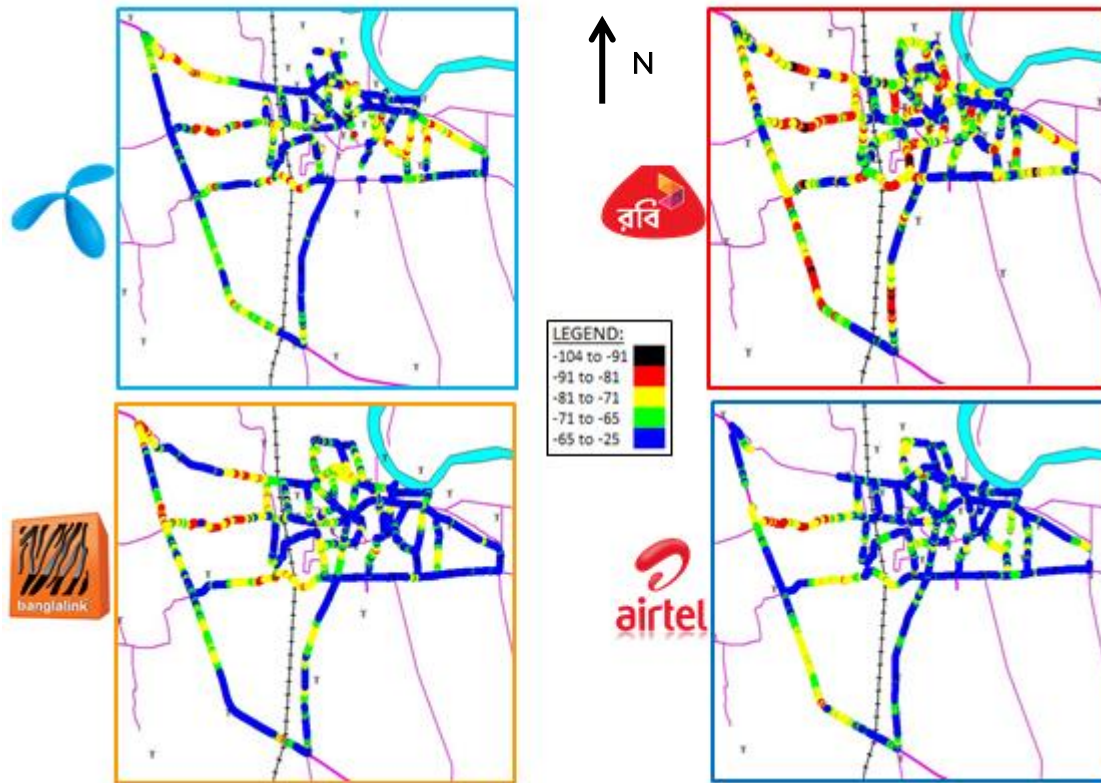 N
রবি
LEGEND:
-104 to -91
-91 to -81
-81 to -71
-71 to -65
-65 to -25
banglalink
airtel